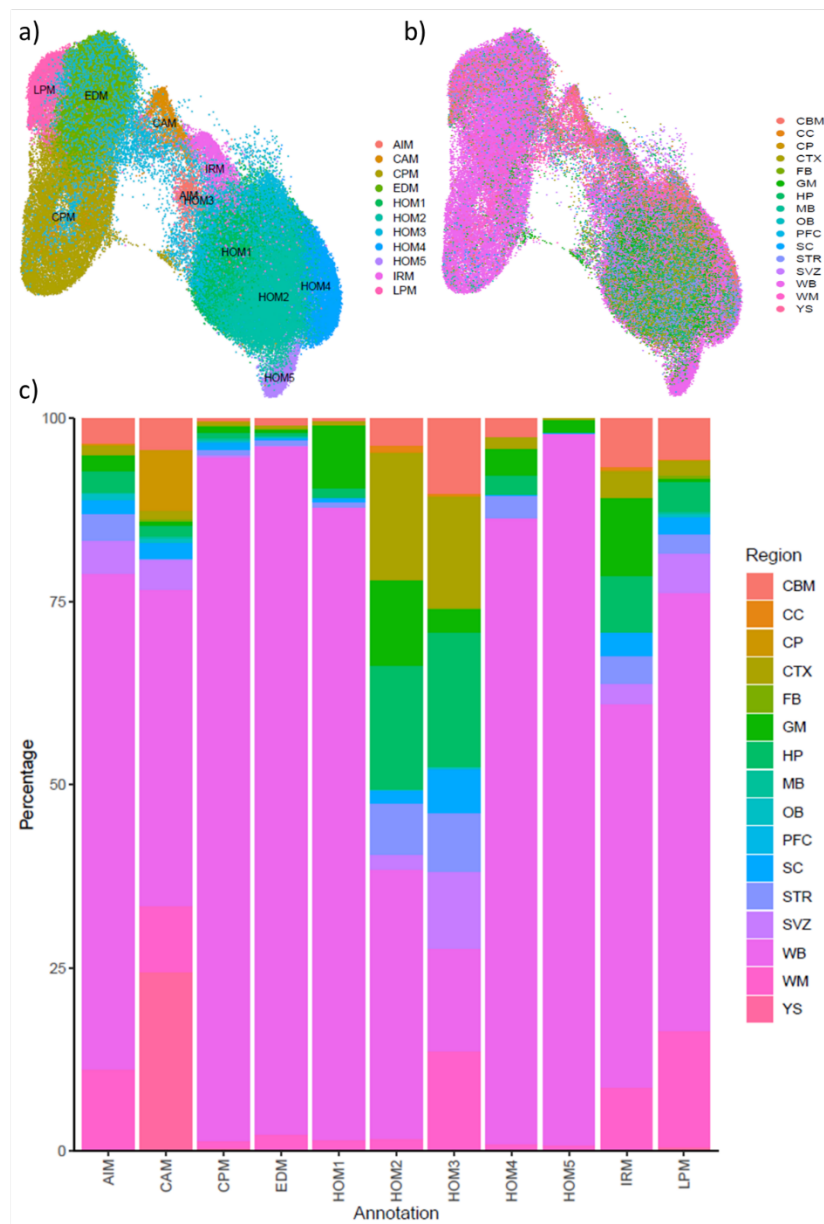 a)
LPM
EDM
CAM
IRM
AIM
HOM3
CPM
HOM1
HOM2
HOM4
HOM5
AIM
CAM
CPM
EDM
HOM1
HOM2
HOM3
HOM4
HOM5
IRM
LPM
b)
CBM
CC
CP
CTX
FB
GM
HP
MB
OB
PFC
SC
STR
SVZ
WB
WM
YS
c)
100
75
50
25
0
Percentage
AIM
CAM
CPM
EDM
HOM1
HOM2
HOM3
HOM4
HOM5
IRM
LPM
Annotation
Region
CBM
CC
CP
CTX
FB
GM
HP
MB
OB
PFC
SC
STR
SVZ
WB
WM
YS